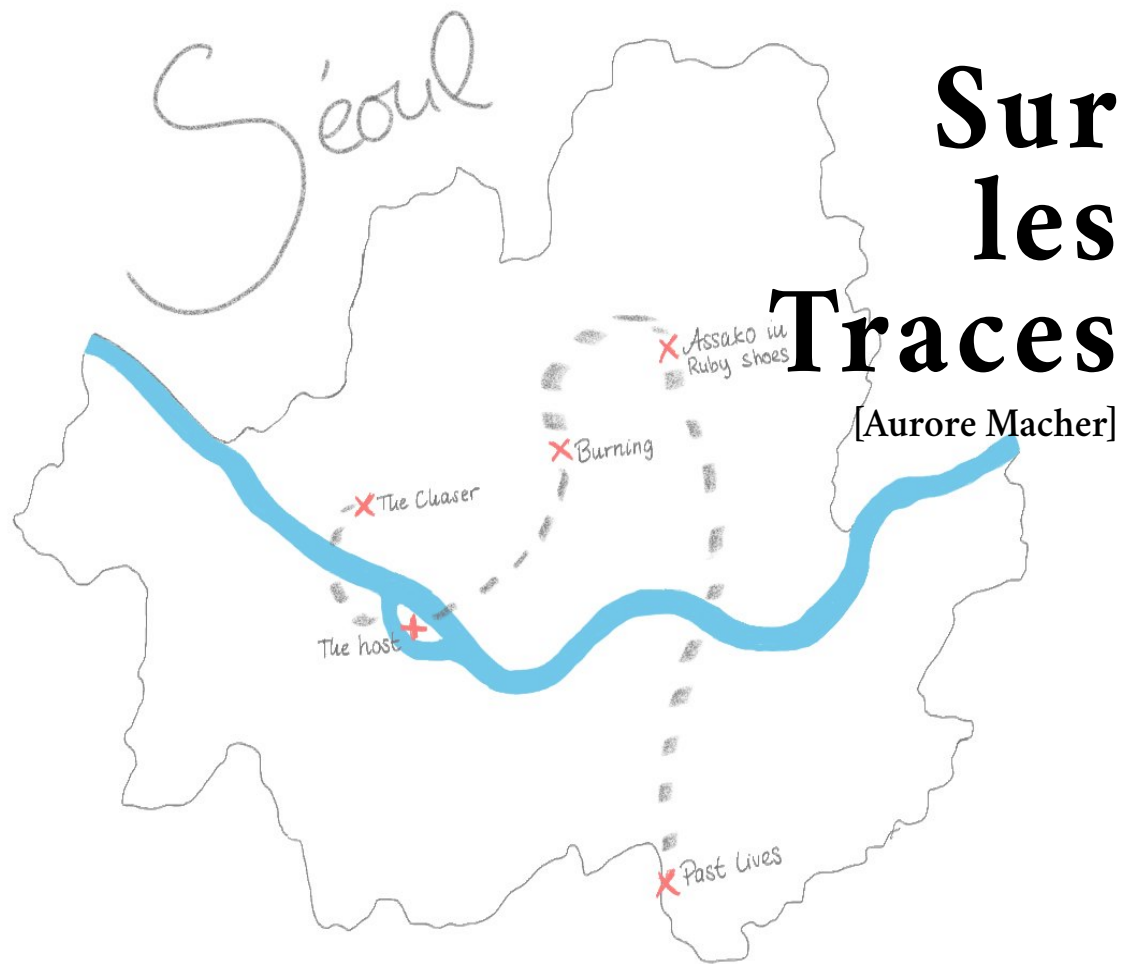 Séoul
Sur
les
Traces
[Aurore Macher]
Assako in
Ruby shoes
Burning
The Chaser
The host
Past Lives